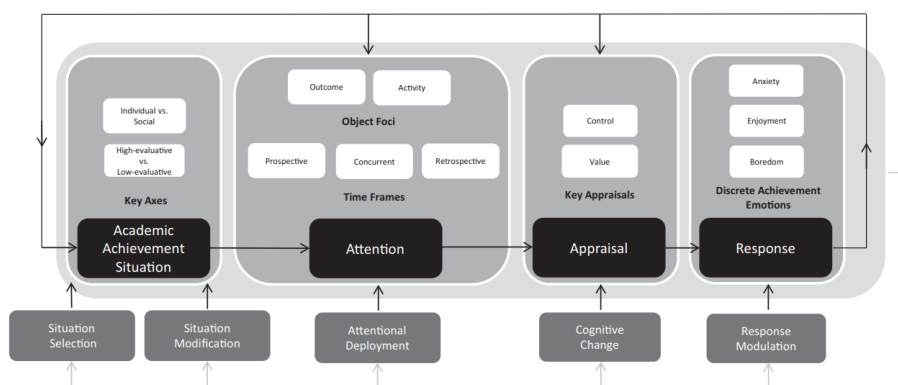 Outcome
Activity
Object Foci
Individual vs.
Social
High-evaluative
vs.
Low-evaluative
Key Axes
Prospective
Concurrent
Retrospective
Time Frames
Control
Value
Key Appraisals
Anxiety
Enjoyment
Boredom
Discrete Achievement
Emotions
Academic
Achievement
Situation
Attention
Appraisal
Response
Situation
Selection
Situation
Modification
Attentional
Deployment
Cognitive
Change
Response
Modulation